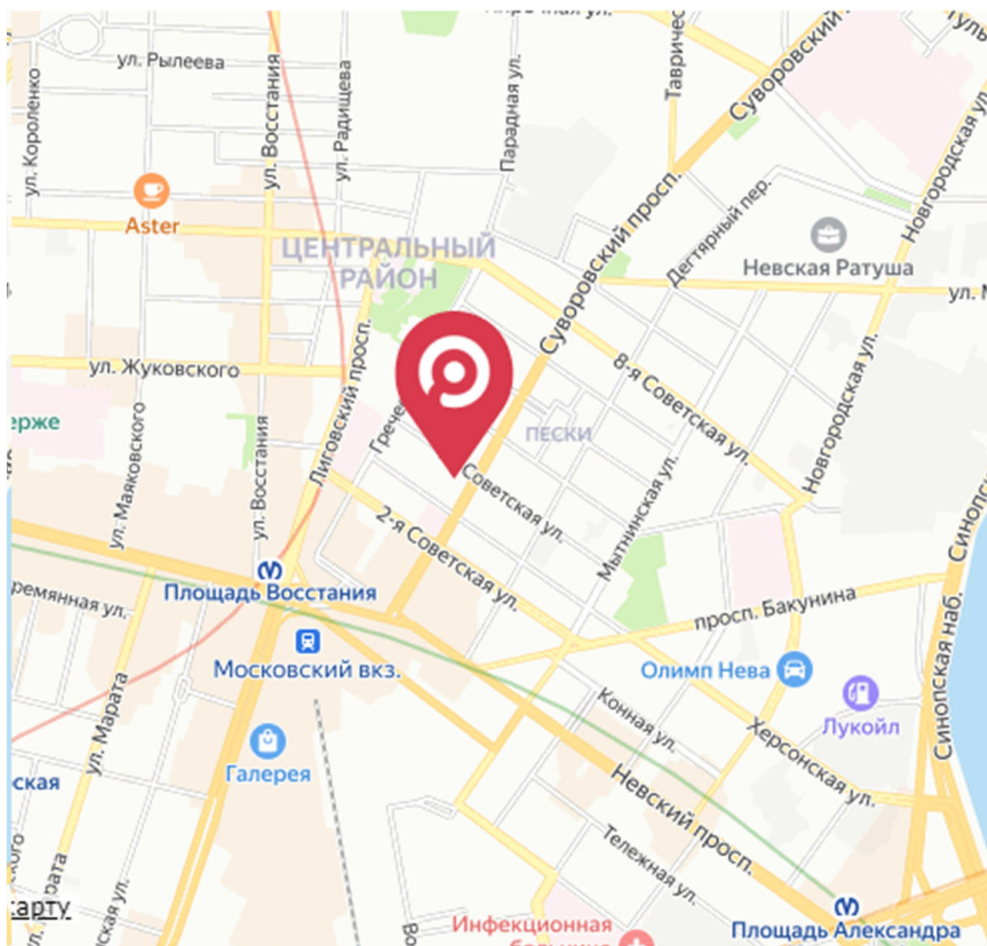 ул. Рылеева
ул. Короленко
ул. Восстания
ул. Радищева
Парадная ул.
Суворовский просп.
Новгородская ул.
Aster
ЦЕНТРАЛЬНЫЙ
РАЙОН
Суворовский просп.
Дегтярный пер.
Невская Ратуша
ул. Жуковского
Лиговский просп.
8-я Советская ул.
ПЕСКИ
ул. Маяковского
ул. Восстания
Советская ул.
Мытнинская ул.
Новгородская ул.
2-я Советская ул.
Площадь Восстания
просп. Бакунина
Московский вкз.
Олимп Нева
Синопская наб.
Лукойл
ул. Марата
Галерея
Конная ул.
Херсонская ул.
Невский просп.
Тележная ул.
Инфекционная
Площадь Александра